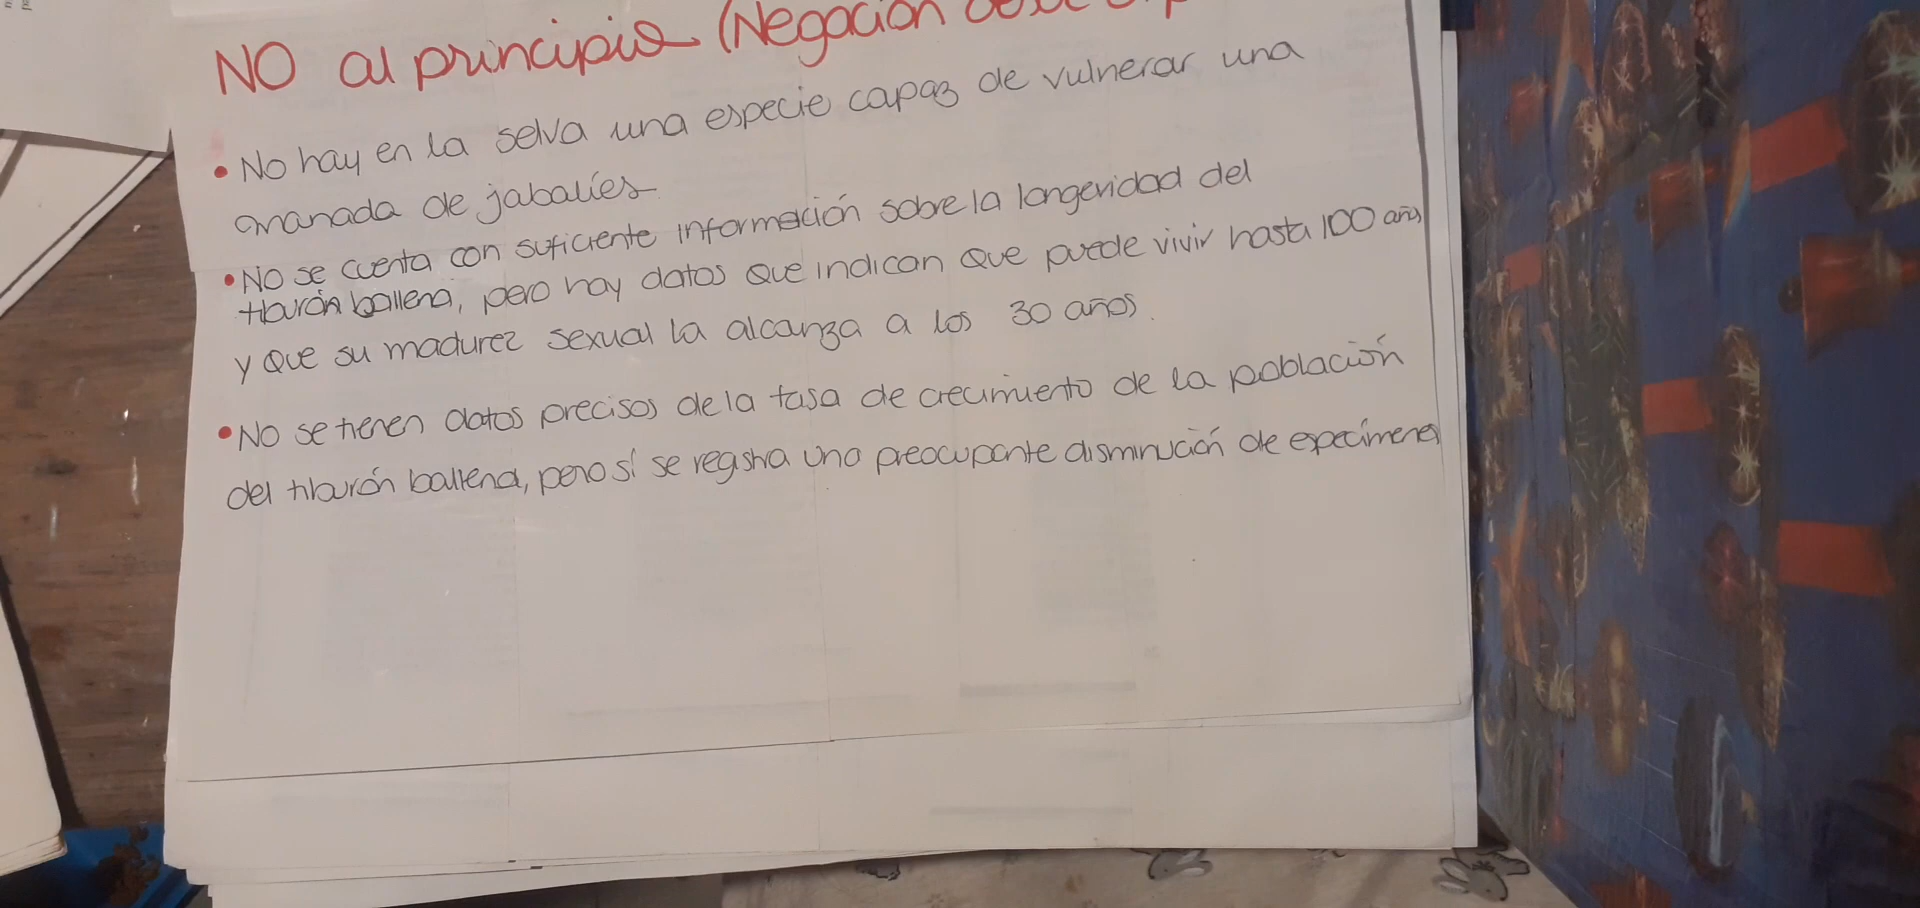 NO al principio (Negación
• No hay en la selva una especie capaz de vulnerar una
manada de jabalíes
• No se cuenta con suficiente información sobre la longevidad del
tiburón ballena, pero hay datos que indican que puede vivir hasta 100 años
y que su madurez sexual la alcanza a los 30 años.
• No se tienen datos precisos de la tasa de crecimiento de la población
del tiburón ballena, pero sí se registra una preocupante disminución de especímenes